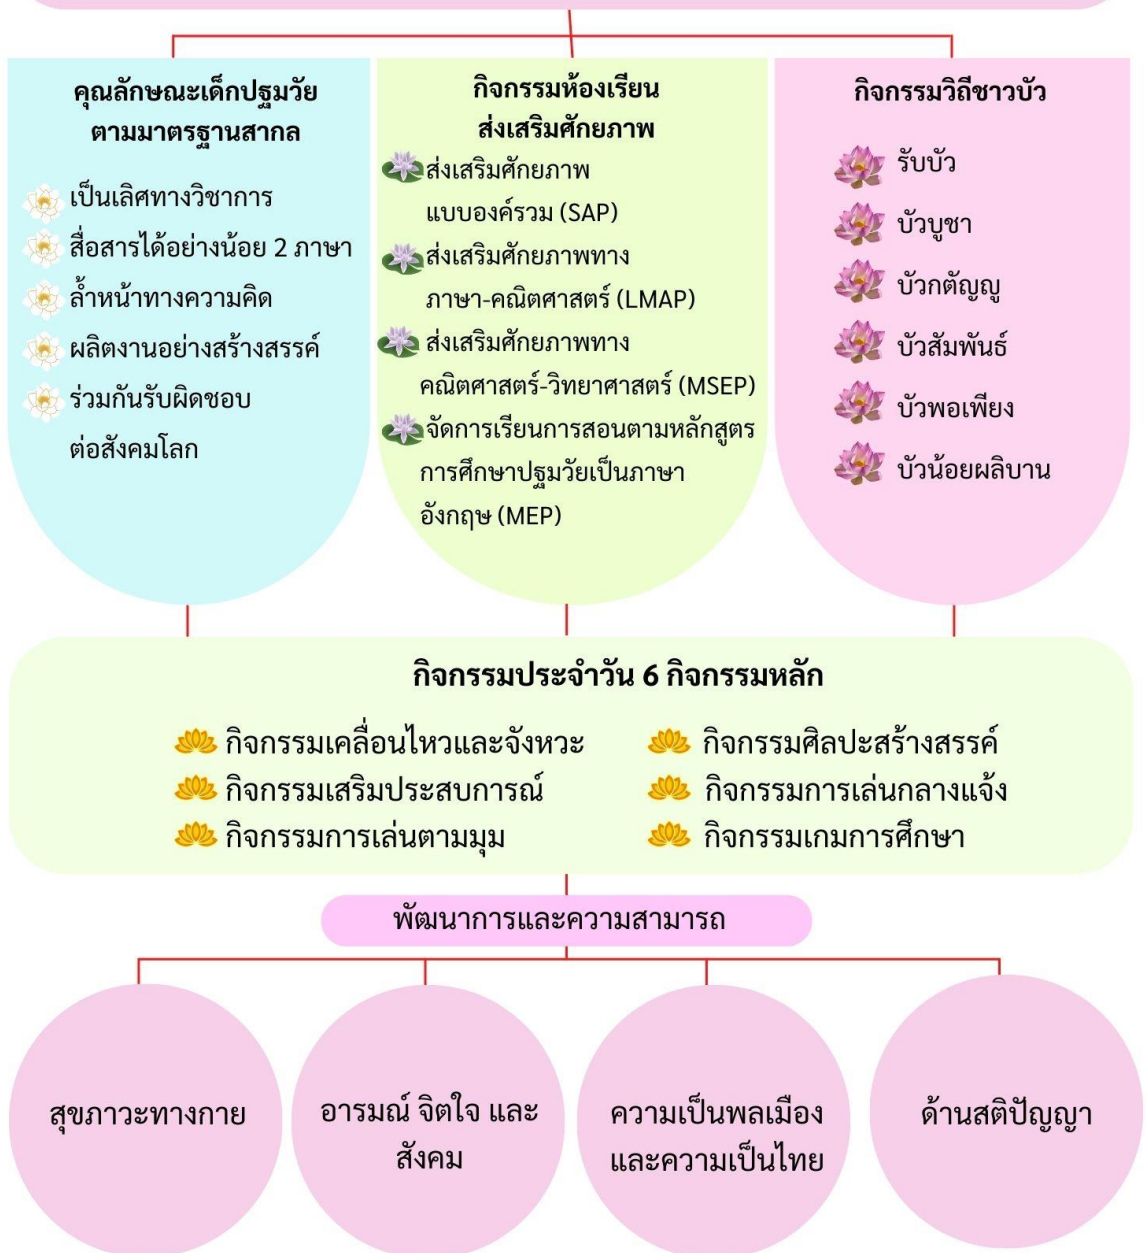 คุณลักษณะเด็กปฐมวัย
ตามมาตรฐานสากล
เป็นเลิศทางวิชาการ
สื่อสารได้อย่างน้อย 2 ภาษา
ล้ำหน้าทางความคิด
ผลิตงานอย่างสร้างสรรค์
ร่วมกันรับผิดชอบ
ต่อสังคมโลก
กิจกรรมห้องเรียน
ส่งเสริมศักยภาพ
ส่งเสริมศักยภาพ
แบบองค์รวม (SAP)
ส่งเสริมศักยภาพทาง
ภาษา-คณิตศาสตร์ (LMAP)
ส่งเสริมศักยภาพทาง
คณิตศาสตร์-วิทยาศาสตร์ (MSEP)
จัดการเรียนการสอนตามหลักสูตร
การศึกษาปฐมวัยเป็นภาษา
อังกฤษ (MEP)
กิจกรรมวิถีชาวบัว
รับบัว
บัวบูชา
บัวกตัญญู
บัวสัมพันธ์
บัวพอเพียง
บัวน้อยผลิบาน
กิจกรรมประจำวัน 6 กิจกรรมหลัก
กิจกรรมเคลื่อนไหวและจังหวะ
กิจกรรมเสริมประสบการณ์
กิจกรรมการเล่นตามมุม
กิจกรรมศิลปะสร้างสรรค์
กิจกรรมการเล่นกลางแจ้ง
กิจกรรมเกมการศึกษา
พัฒนาการและความสามารถ
สุขภาวะทางกาย
อารมณ์ จิตใจ และ
สังคม
ความเป็นพลเมือง
และความเป็นไทย
ด้านสติปัญญา